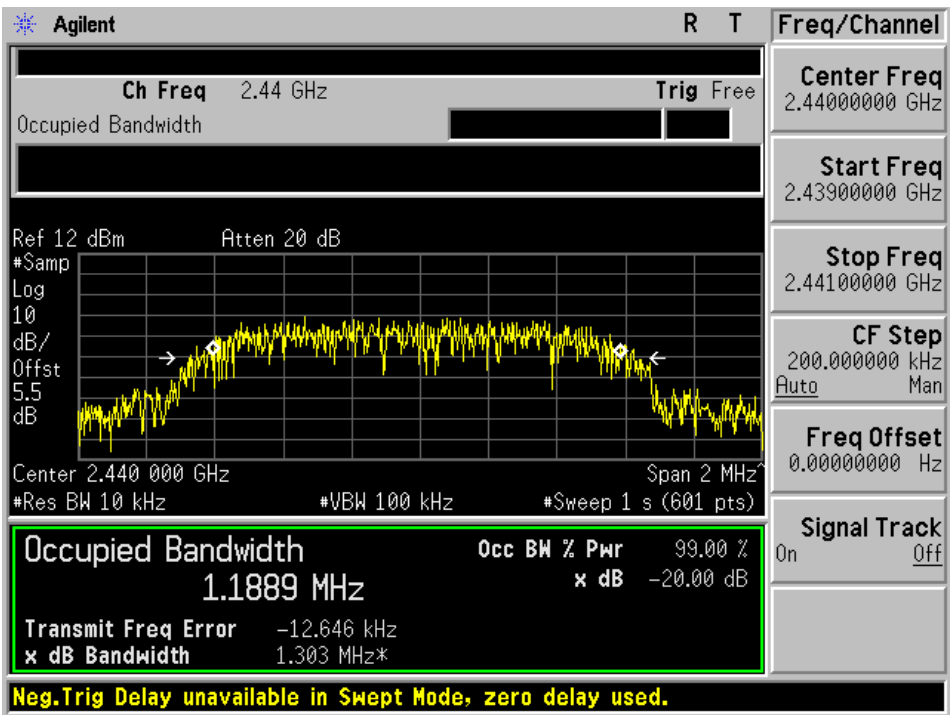 Agilent R T
Freq/Channel
Ch Freq 2.44 GHz Trig Free
Occupied Bandwidth
Center Freq
2.44000000 GHz
Start Freq
2.43900000 GHz
Stop Freq
2.44100000 GHz
CF Step
200.000000 kHz
Auto Man
Freq Offset
0.00000000 Hz
Signal Track
On Off
Ref 12 dBm Atten 20 dB
#Samp
Log
10
dB/
Offst
5.5
dB
Center 2.440 000 GHz Span 2 MHz^
#Res BW 10 kHz #VBW 100 kHz #Sweep 1 s (601 pts)
Occupied Bandwidth
1.1889 MHz
Occ BW % Pwr 99.00 %
x dB -20.00 dB
Transmit Freq Error -12.646 kHz
x dB Bandwidth 1.303 MHz*
Neg.Trig Delay unavailable in Swept Mode, zero delay used.